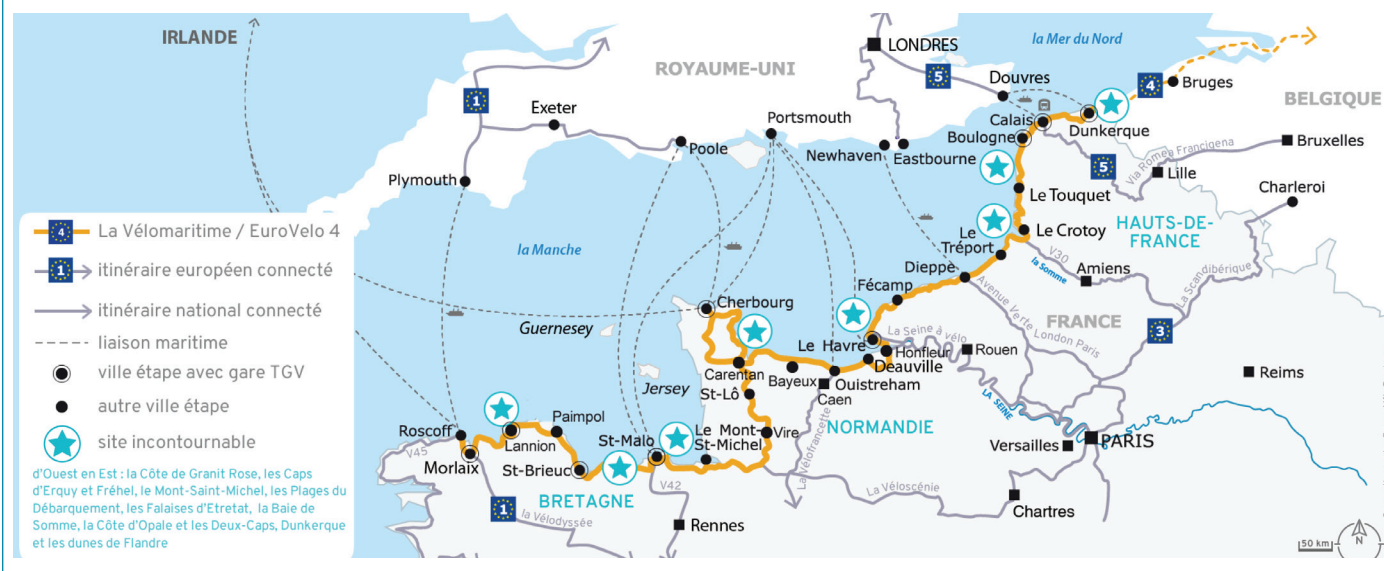 IRLANDE
ROYAUME-UNI
LONDRES
la Mer du Nord
5
Douvres
4
Bruges
BELGIQUE
1
Exeter
Portsmouth
Calais
Dunkerque
Boulogne
Poole
Newhaven
Eastbourne
Via Romea Francigena
Bruxelles
5
Lille
Plymouth
Le Touquet
Charleroi
HAUTS-DE-
FRANCE
Le Crotoy
Le
Tréport
la Manche
V30
la Somme
Amiens
La Scandibérique
Dieppe
Fécamp
Avenue Verte London Paris
Cherbourg
FRANCE
3
Guernesey
La Seine à vélo
Le Havre
Honfleur
Rouen
Deauville
Carentan
Bayeux
Ouistreham
Caen
Reims
Jersey
St-Lô
LA SEINE
NORMANDIE
Paimpol
Roscoff
Lannion
St-Malo
Le Mont-
St-Michel
Vire
La Vélofrancette
Versailles
PARIS
V45
Morlaix
St-Brieuc
BRETAGNE
V42
La Véloscénie
1
la Vélodyssée
Rennes
Chartres
50 km
N
4 La Vélomaritime / EuroVelo 4
1 itinéraire européen connecté
itinéraire national connecté
liaison maritime
ville étape avec gare TGV
autre ville étape
site incontournable
d'Ouest en Est : la Côte de Granit Rose, les Caps
d'Erquy et Fréhel, le Mont-Saint-Michel, les Plages du
Débarquement, les Falaises d'Etretat, la Baie de
Somme, la Côte d'Opale et les Deux-Caps, Dunkerque
et les dunes de Flandre